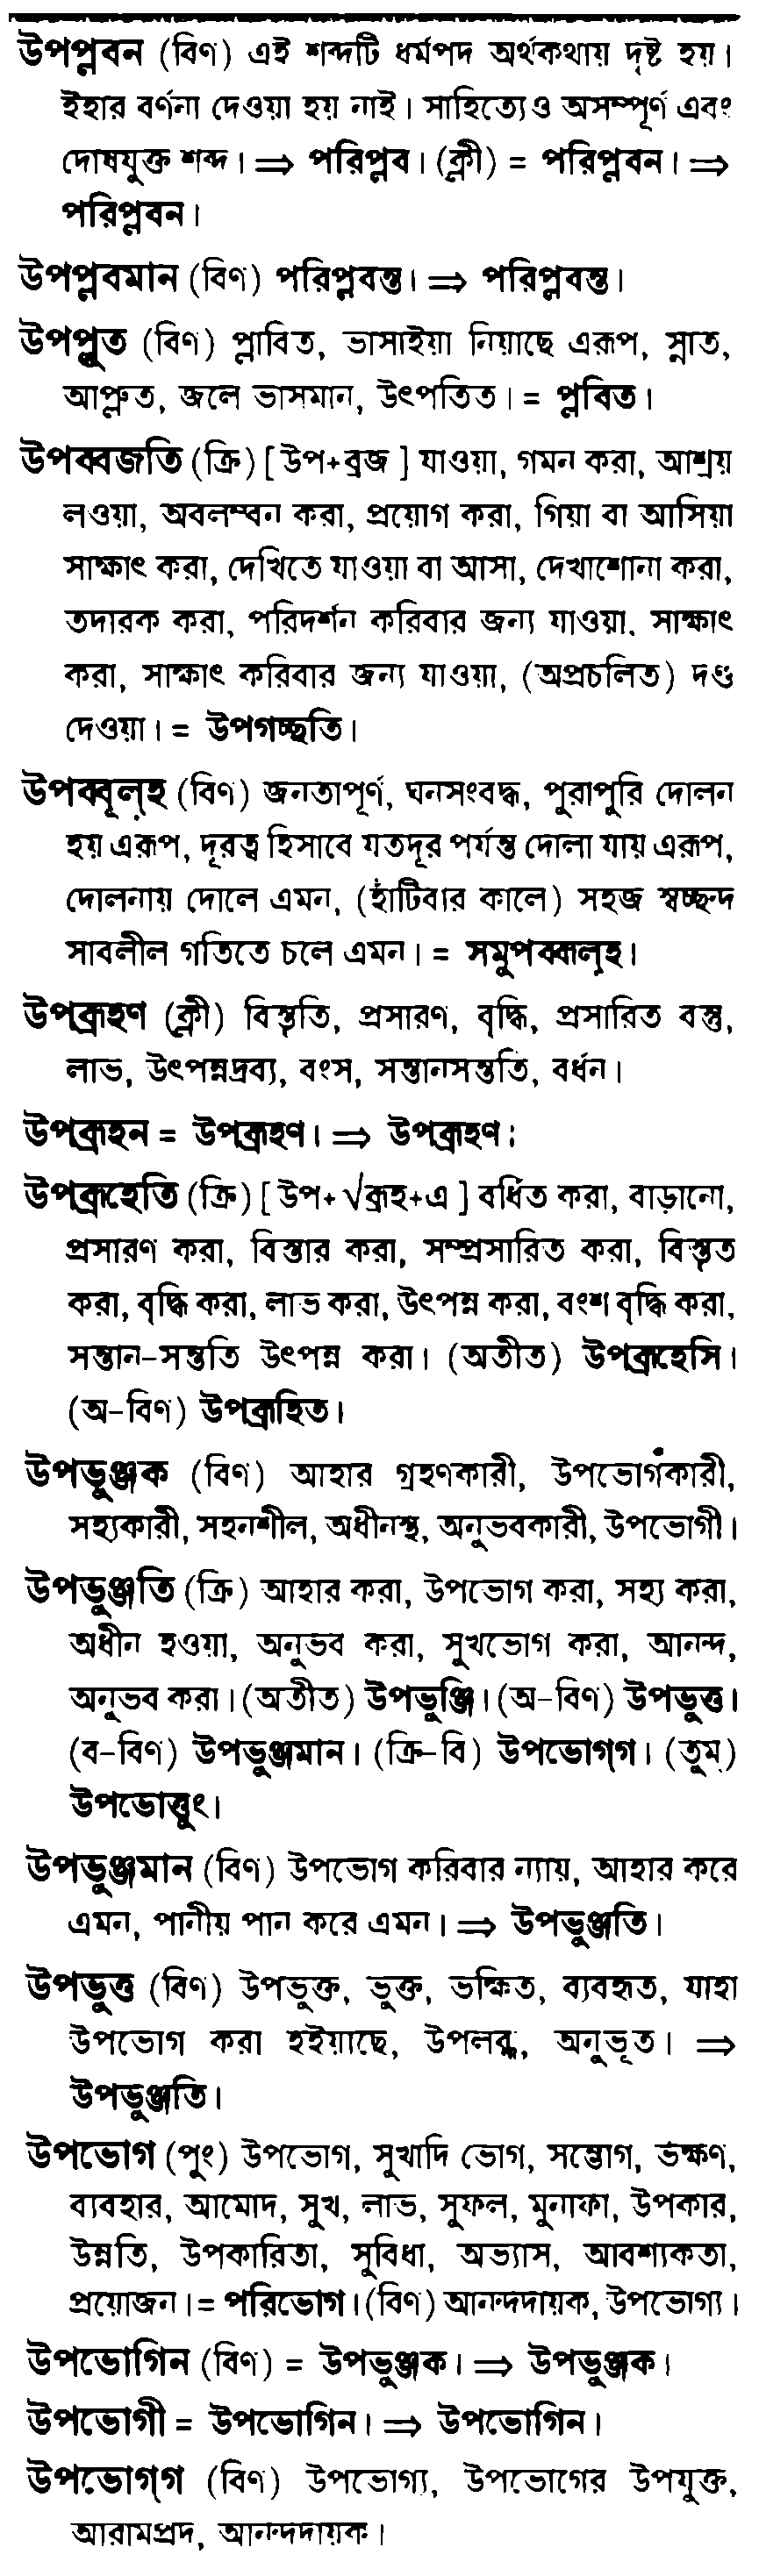 উপপ্লবন (বিণ) এই শব্দটি ধর্মপদ অর্থকথায় দৃষ্ট হয়।
ইহার বর্ণনা দেওয়া হয় নাই। সাহিত্যেও অসম্পূর্ণ এবং
দোষযুক্ত শব্দ। ⇒ পরিপ্লব। (ক্লী) = পরিপ্লবন। ⇒
পরিপ্লবন।
উপপ্লবমান (বিণ) পরিপ্লবন্ত। ⇒ পরিপ্লবন্ত।
উপপ্লুত (বিণ) প্লাবিত, ভাসাইয়া নিয়াছে এরূপ, স্নাত,
আপ্লুত, জলে ভাসমান, উৎপতিত। = প্লবিত।
উপব্বজতি (ক্রি) [ উপ+ব্রজ ] যাওয়া, গমন করা, আশ্রয়
লওয়া, অবলম্বন করা, প্রয়োগ করা, গিয়া বা আসিয়া
সাক্ষাৎ করা, দেখিতে যাওয়া বা আসা, দেখাশোনা করা,
তদারক করা, পরিদর্শন করিবার জন্য যাওয়া, সাক্ষাৎ
করা, সাক্ষাৎ করিবার জন্য যাওয়া, (অপ্রচলিত) দণ্ড
দেওয়া। = উপগচ্ছতি।
উপব্বূল্হ (বিণ) জনতাপূর্ণ, ঘনসংবদ্ধ, পুরাপুরি দোলন
হয় এরূপ, দূরত্ব হিসাবে যতদূর পর্যন্ত দোলা যায় এরূপ,
দোলনায় দোলে এমন, (হাঁটিবার কালে) সহজ স্বচ্ছন্দ
সাবলীল গতিতে চলে এমন। = সমুপব্বাল্হ।
উপব্রূহণ (ক্লী) বিস্তৃতি, প্রসারণ, বৃদ্ধি, প্রসারিত বস্তু,
লাভ, উৎপন্নদ্রব্য, বংস, সন্তানসন্ততি, বর্ধন।
উপব্রূহন = উপব্রূহণ। ⇒ উপব্রূহণ:
উপব্রূহেতি (ক্রি) [ উপ+√ব্রূহ+এ ] বর্ধিত করা, বাড়ানো,
প্রসারণ করা, বিস্তার করা, সম্প্রসারিত করা, বিস্তৃত
করা, বৃদ্ধি করা, লাভ করা, উৎপন্ন করা, বংশ বৃদ্ধি করা,
সন্তান-সন্ততি উৎপন্ন করা। (অতীত) উপব্রূহেসি।
(অ-বিণ) উপব্রূহিত।
উপভুঞ্জক (বিণ) আহার গ্রহণকারী, উপভোগকারী,
সহ্যকারী, সহনশীল, অধীনস্থ, অনুভবকারী, উপভোগী।
উপভুঞ্জতি (ক্রি) আহার করা, উপভোগ করা, সহ্য করা,
অধীন হওয়া, অনুভব করা, সুখভোগ করা, আনন্দ,
অনুভব করা। (অতীত) উপভুঞ্জি। (অ-বিণ) উপভুত্ত।
(ব-বিণ) উপভুঞ্জমান। (ক্রি-বি) উপভোগ্গ। (তুম্)
উপভোত্তুং।
উপভুঞ্জমান (বিণ) উপভোগ করিবার ন্যায়, আহার করে
এমন, পানীয় পান করে এমন। ⇒ উপভুঞ্জতি।
উপভুত্ত (বিণ) উপভুক্ত, ভুক্ত, ভক্ষিত, ব্যবহৃত, যাহা
উপভোগ করা হইয়াছে, উপলব্ধ, অনুভূত। ⇒
উপভুঞ্জতি।
উপভোগ (পুং) উপভোগ, সুখাদি ভোগ, সম্ভোগ, ভক্ষণ,
ব্যবহার, আমোদ, সুখ, লাভ, সুফল, মুনাফা, উপকার,
উন্নতি, উপকারিতা, সুবিধা, অভ্যাস, আবশ্যকতা,
প্রয়োজন। = পরিভোগ। (বিণ) আনন্দদায়ক, উপভোগ্য।
উপভোগিন (বিণ) = উপভুঞ্জক। ⇒ উপভুঞ্জক।
উপভোগী = উপভোগিন। ⇒ উপভোগিন।
উপভোগ্গ (বিণ) উপভোগ্য, উপভোগের উপযুক্ত,
আরামপ্রদ, আনন্দদায়ক।